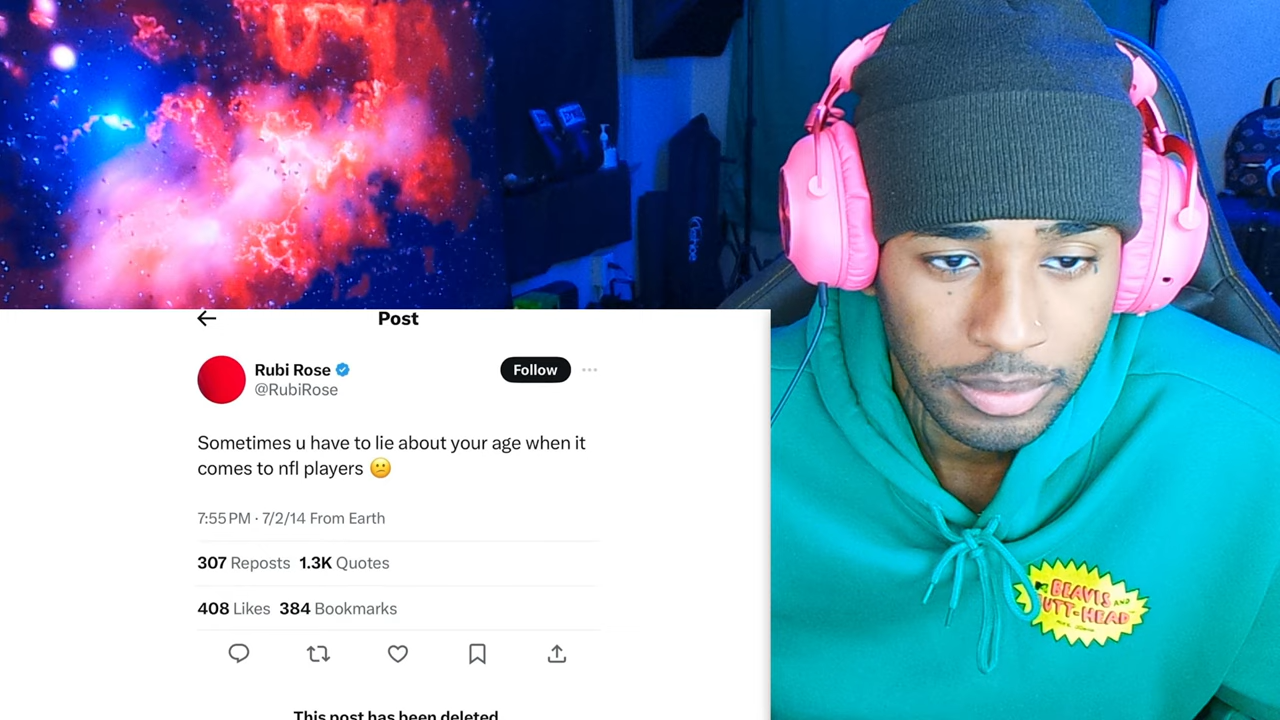 Post
Rubi Rose
Follow
@RubiRose
Sometimes u have to lie about your age when it
comes to nfl players 😕
7:55 PM · 7/2/14 From Earth
307 Reposts 1.3K Quotes
408 Likes 384 Bookmarks
This post has been deleted
BEAVIS AND
BUTT-HEAD